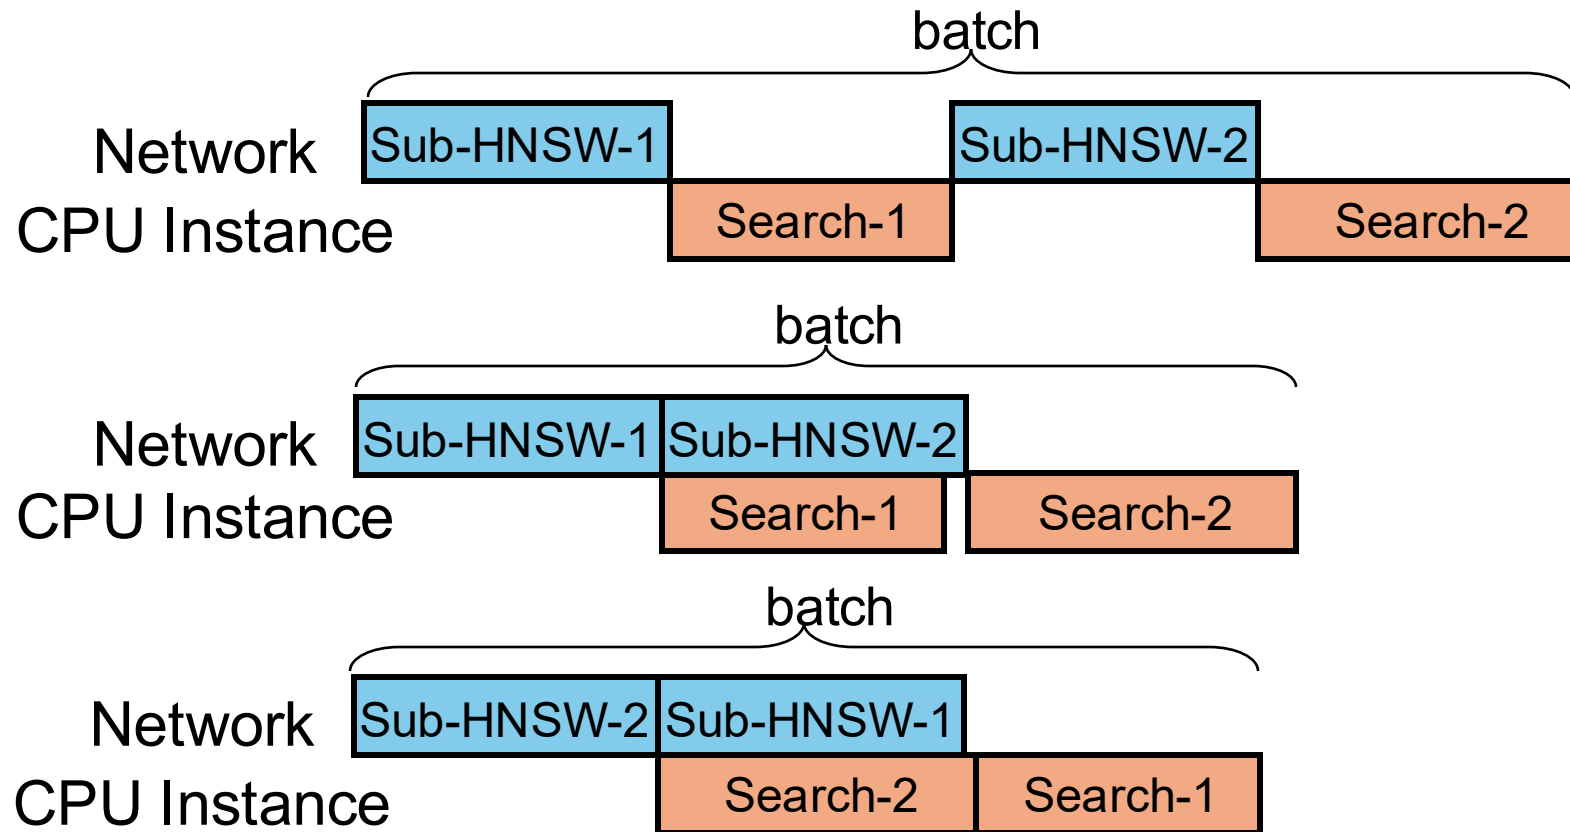 batch
Network Sub-HNSW-1 Sub-HNSW-2
CPU Instance Search-1 Search-2
batch
Network Sub-HNSW-1 Sub-HNSW-2
CPU Instance Search-1 Search-2
batch
Network Sub-HNSW-2 Sub-HNSW-1
CPU Instance Search-2 Search-1